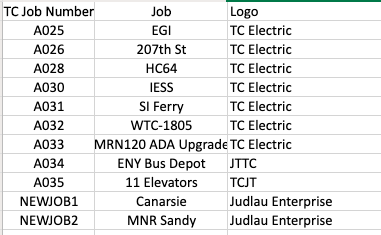 TC Job Number Job Logo
A025 EGI TC Electric
A026 207th St TC Electric
A028 HC64 TC Electric
A030 IESS TC Electric
A031 SI Ferry TC Electric
A032 WTC-1805 TC Electric
A033 MRN120 ADA Upgrade TC Electric
A034 ENY Bus Depot JTTC
A035 11 Elevators TCJT
NEWJOB1 Canarsie Judlau Enterprise
NEWJOB2 MNR Sandy Judlau Enterprise